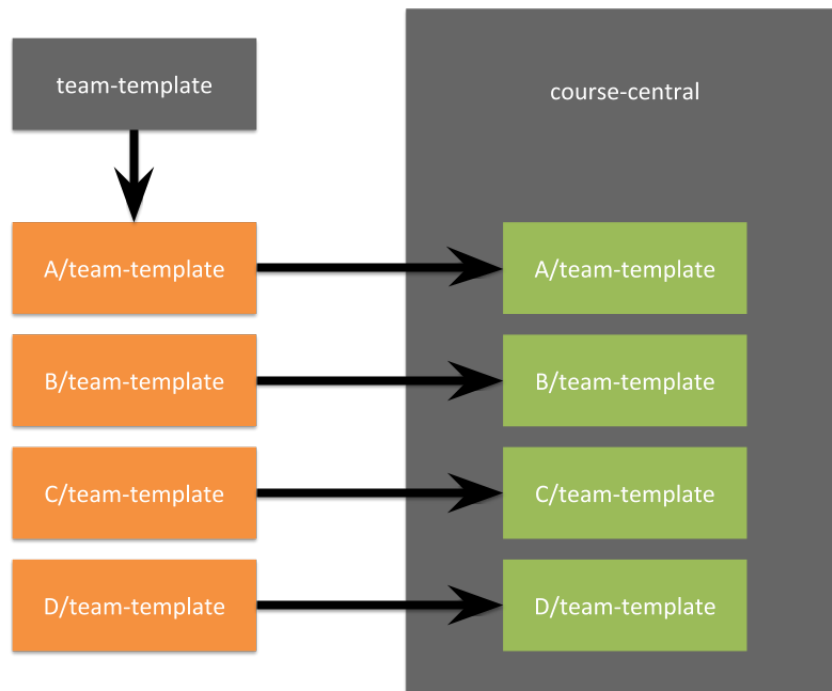 team-template
course-central
A/team-template
A/team-template
B/team-template
B/team-template
C/team-template
C/team-template
D/team-template
D/team-template